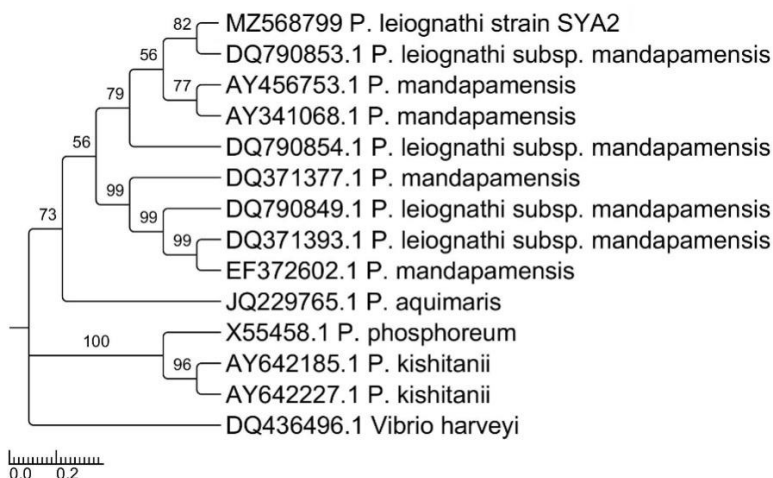 82 MZ568799 P. leiognathi strain SYA2
56 DQ790853.1 P. leiognathi subsp. mandapamensis
77 AY456753.1 P. mandapamensis
79 AY341068.1 P. mandapamensis
56 DQ790854.1 P. leiognathi subsp. mandapamensis
99 DQ371377.1 P. mandapamensis
73 99 DQ790849.1 P. leiognathi subsp. mandapamensis
99 DQ371393.1 P. leiognathi subsp. mandapamensis
EF372602.1 P. mandapamensis
JQ229765.1 P. aquimaris
100 X55458.1 P. phosphoreum
96 AY642185.1 P. kishitanii
AY642227.1 P. kishitanii
DQ436496.1 Vibrio harveyi
0.0 0.2